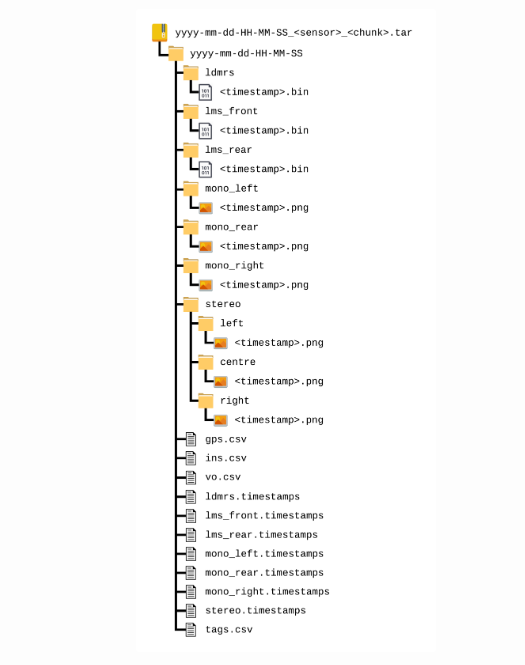 yyyy-mm-dd-HH-MM-SS_<sensor>_<chunk>.tar
yyyy-mm-dd-HH-MM-SS
ldmrs
<timestamp>.bin
lms_front
<timestamp>.bin
lms_rear
<timestamp>.bin
mono_left
<timestamp>.png
mono_rear
<timestamp>.png
mono_right
<timestamp>.png
stereo
left
<timestamp>.png
centre
<timestamp>.png
right
<timestamp>.png
gps.csv
ins.csv
vo.csv
ldmrs.timestamps
lms_front.timestamps
lms_rear.timestamps
mono_left.timestamps
mono_rear.timestamps
mono_right.timestamps
stereo.timestamps
tags.csv